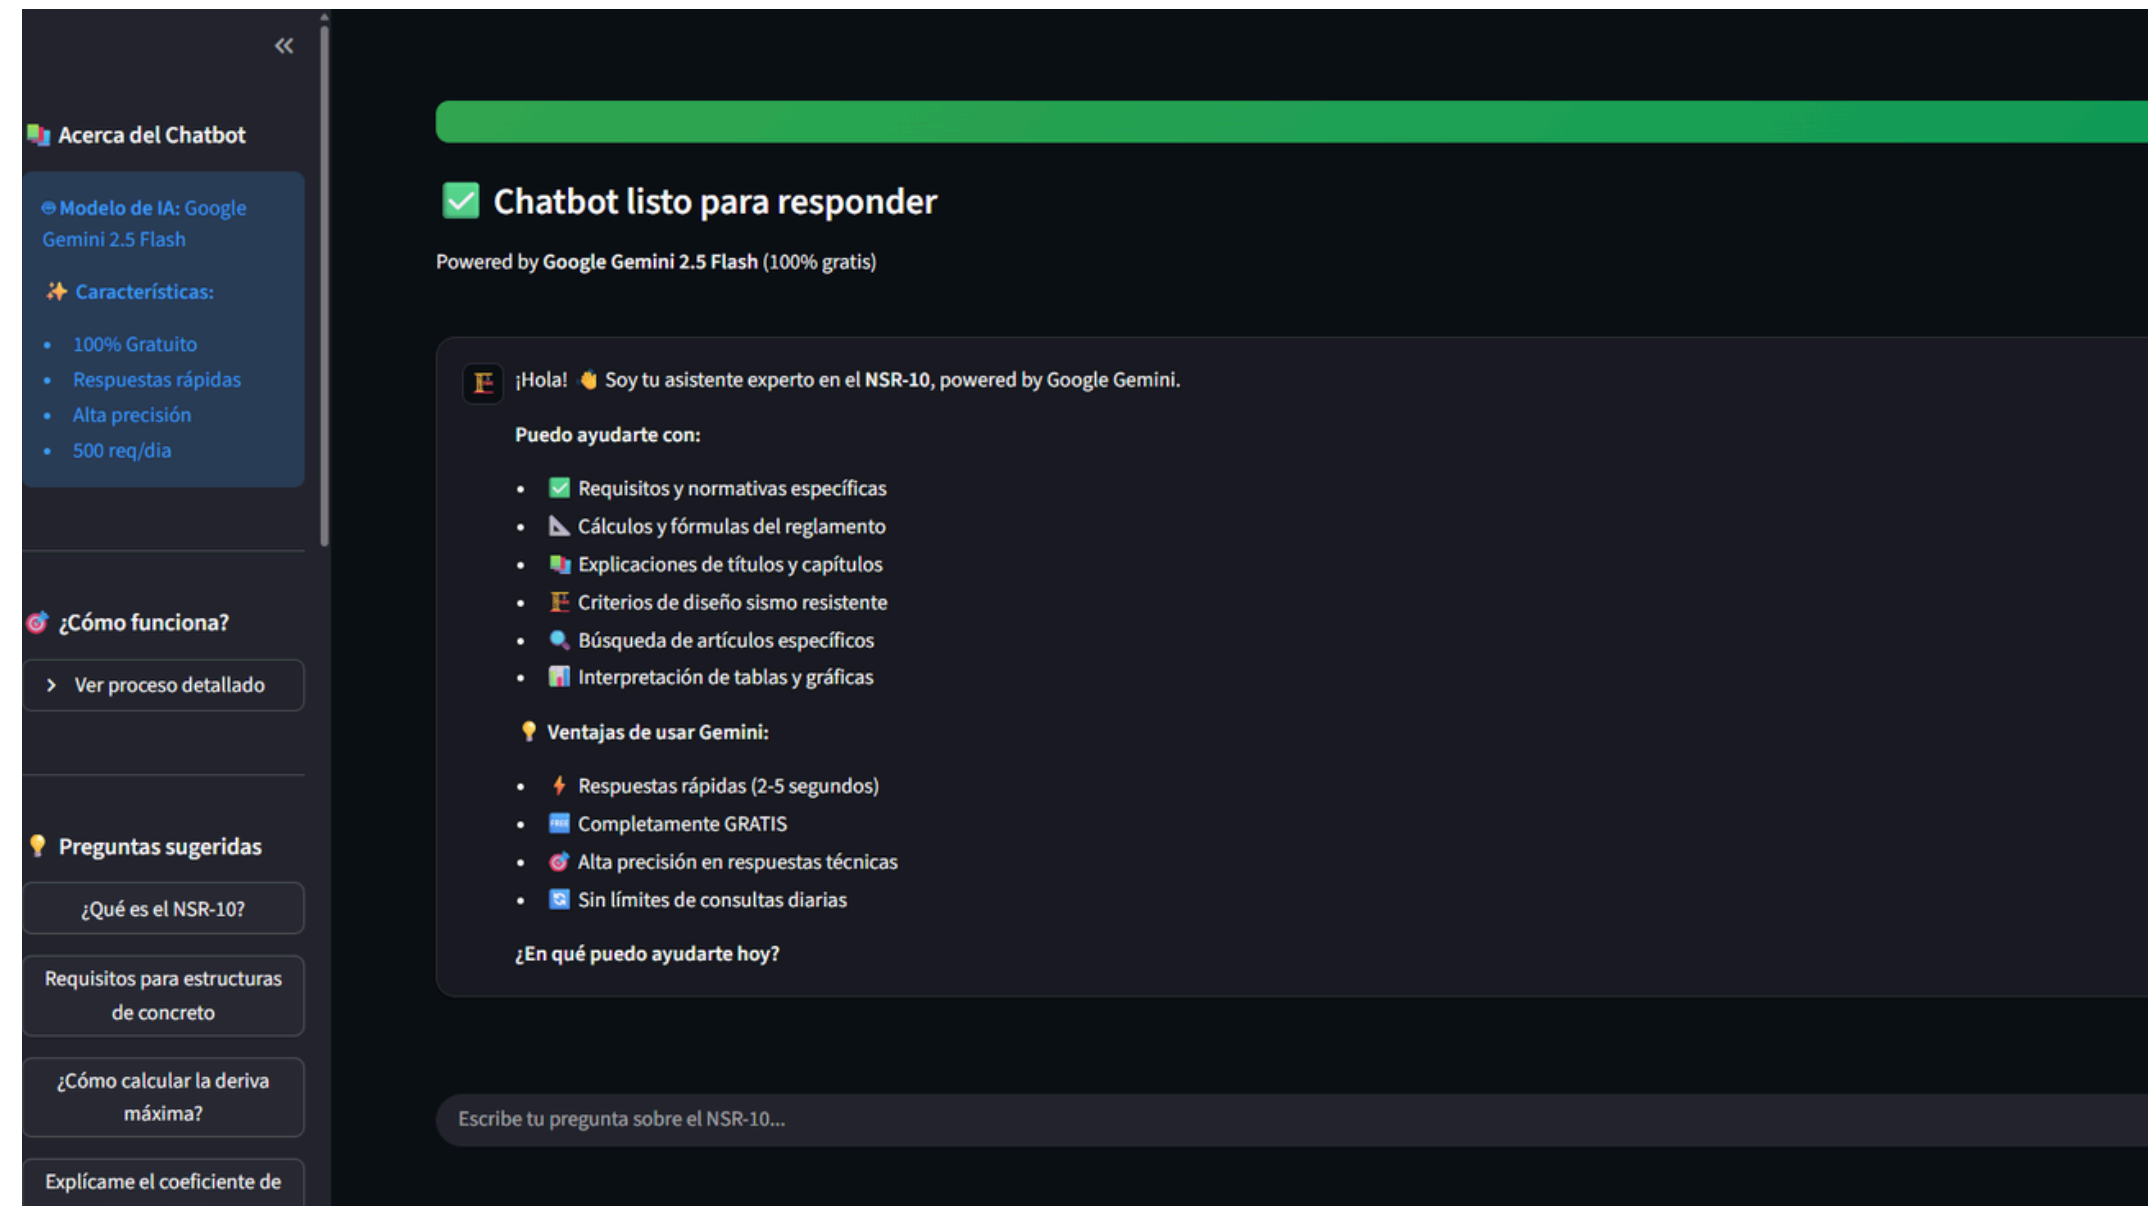 Acerca del Chatbot
Modelo de IA: Google
Gemini 2.5 Flash
Características:
100% Gratuito
Respuestas rápidas
Alta precisión
500 req/dia
¿Cómo funciona?
Ver proceso detallado
Preguntas sugeridas
¿Qué es el NSR-10?
Requisitos para estructuras
de concreto
¿Cómo calcular la deriva
máxima?
Explícame el coeficiente de
Chatbot listo para responder
Powered by Google Gemini 2.5 Flash (100% gratis)
¡Hola! 👋 Soy tu asistente experto en el NSR-10, powered by Google Gemini.
Puedo ayudarte con:
Requisitos y normativas específicas
Cálculos y fórmulas del reglamento
Explicaciones de títulos y capítulos
Criterios de diseño sismo resistente
Búsqueda de artículos específicos
Interpretación de tablas y gráficas
Ventajas de usar Gemini:
Respuestas rápidas (2-5 segundos)
Completamente GRATIS
Alta precisión en respuestas técnicas
Sin límites de consultas diarias
¿En qué puedo ayudarte hoy?
Escribe tu pregunta sobre el NSR-10...